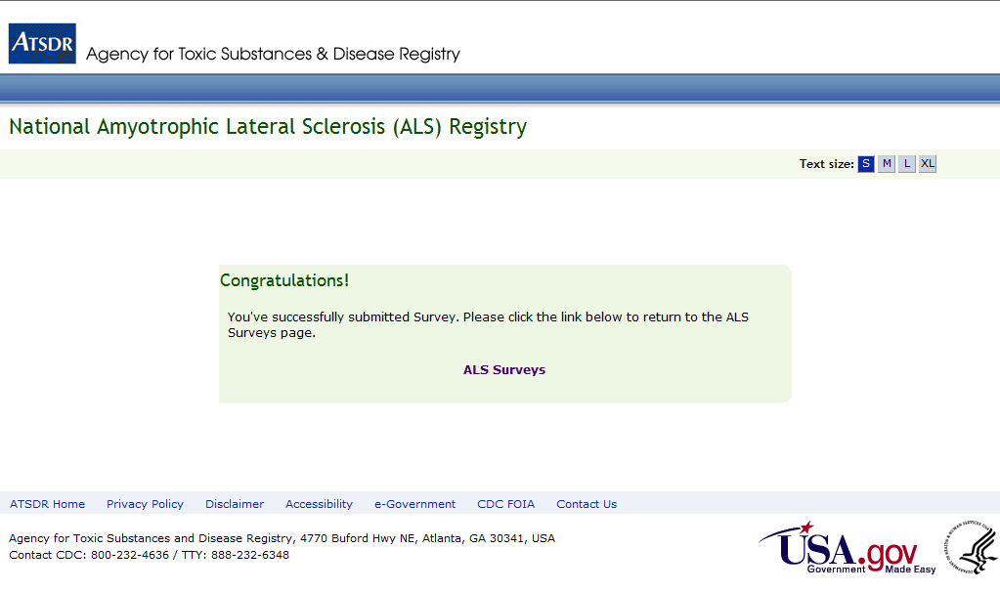 ATSDR
Agency for Toxic Substances & Disease Registry
National Amyotrophic Lateral Sclerosis (ALS) Registry
Text size: S M L XL
Congratulations!
You've successfully submitted Survey. Please click the link below to return to the ALS
Surveys page.
ALS Surveys
ATSDR Home Privacy Policy Disclaimer Accessibility e-Government CDC FOIA Contact Us
Agency for Toxic Substances and Disease Registry, 4770 Buford Hwy NE, Atlanta, GA 30341, USA
Contact CDC: 800-232-4636 / TTY: 888-232-6348
USA.gov
Government Made Easy